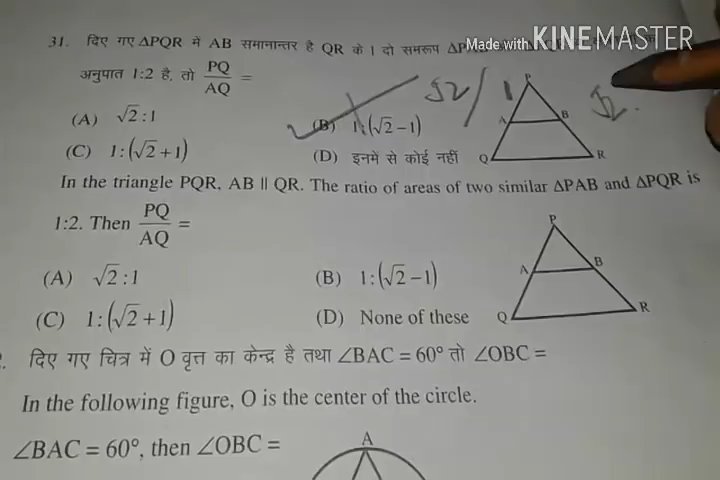 Made with KINEMASTER
31. दिए गए ΔPQR में AB समानान्तर है QR के । दो समरूप
अनुपात 1:2 है, तो PQ/AQ =
√2 / 1
√2
(A) √2 : 1
(B) 1 : (√2 − 1)
(C) 1 : (√2 + 1)
(D) इनमें से कोई नहीं
P
A B
Q R
In the triangle PQR, AB || QR. The ratio of areas of two similar ΔPAB and ΔPQR is
1:2. Then PQ/AQ =
(A) √2 : 1
(B) 1 : (√2 − 1)
(C) 1 : (√2 + 1)
(D) None of these
P
A B
Q R
दिए गए चित्र में O वृत्त का केन्द्र है तथा ∠BAC = 60° तो ∠OBC =
In the following figure, O is the center of the circle.
∠BAC = 60°, then ∠OBC =
A